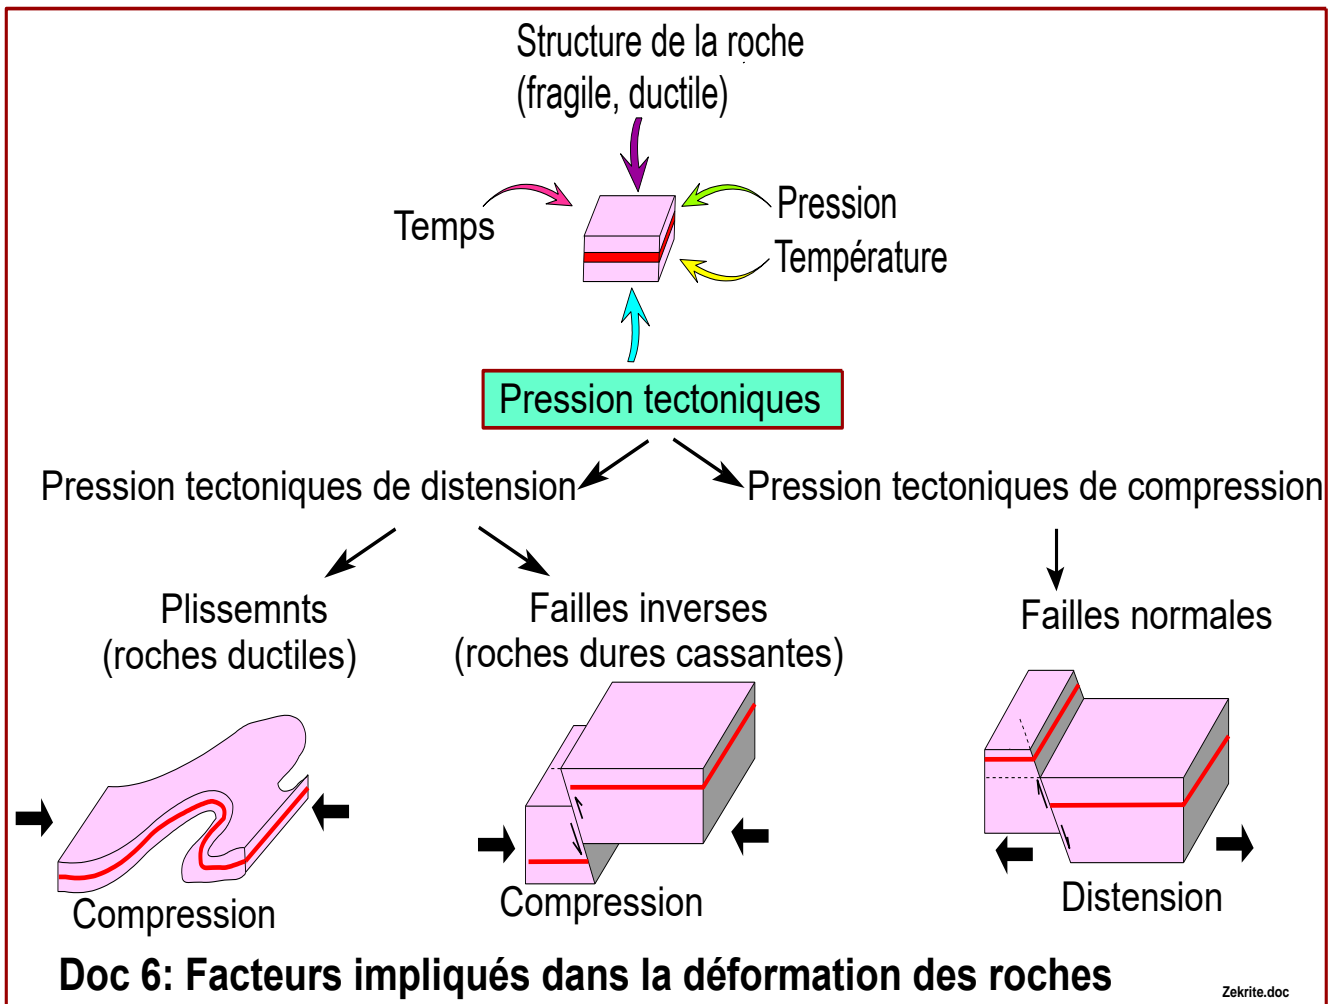 Structure de la roche
(fragile, ductile)
Temps
Pression
Température
Pression tectoniques
Pression tectoniques de distension
Pression tectoniques de compression
Plissemnts
(roches ductiles)
Failles inverses
(roches dures cassantes)
Failles normales
Compression
Compression
Distension
Doc 6: Facteurs impliqués dans la déformation des roches
Zekrite.doc